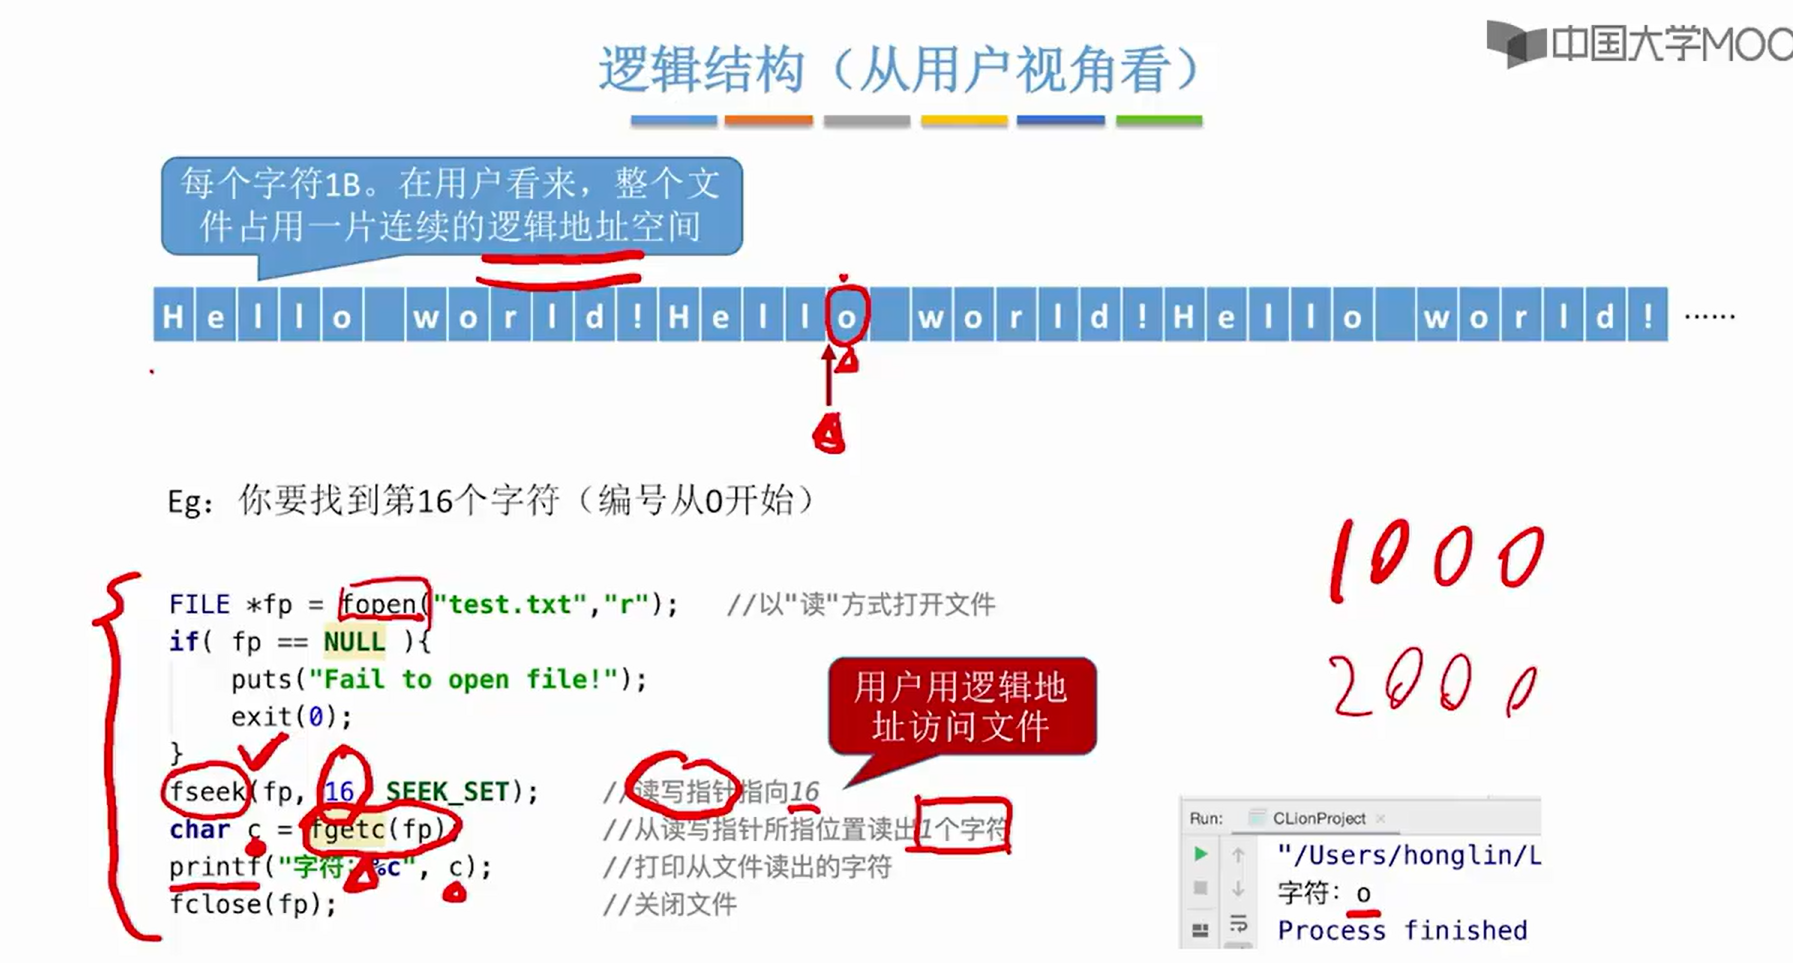 中国大学MOO
逻辑结构（从用户视角看）
每个字符1B。在用户看来，整个文
件占用一片连续的逻辑地址空间
Hello world!Hello world!Hello world! ······
Eg：你要找到第16个字符（编号从0开始）
1000
2000
FILE *fp = fopen("test.txt","r"); //以"读"方式打开文件
if( fp == NULL ){
puts("Fail to open file!");
exit(0);
}
用户用逻辑地
址访问文件
fseek(fp, 16, SEEK_SET); //读写指针指向16
char c = fgetc(fp); //从读写指针所指位置读出1个字符
printf("字符：%c", c); //打印从文件读出的字符
fclose(fp); //关闭文件
Run: CLionProject ×
"/Users/honglin/L
字符：o
Process finished